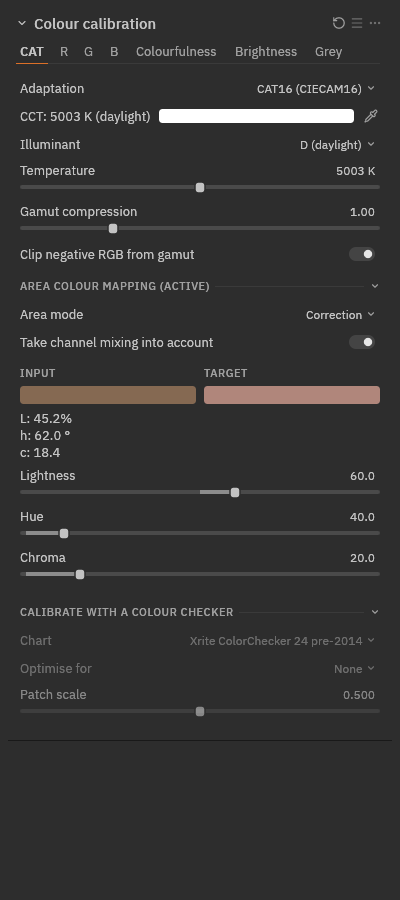 Colour calibration
CAT R G B Colourfulness Brightness Grey
Adaptation CAT16 (CIECAM16)
CCT: 5003 K (daylight)
Illuminant D (daylight)
Temperature 5003 K
Gamut compression 1.00
Clip negative RGB from gamut
AREA COLOUR MAPPING (ACTIVE)
Area mode Correction
Take channel mixing into account
INPUT TARGET
L: 45.2%
h: 62.0 °
c: 18.4
Lightness 60.0
Hue 40.0
Chroma 20.0
CALIBRATE WITH A COLOUR CHECKER
Chart Xrite ColorChecker 24 pre-2014
Optimise for None
Patch scale 0.500